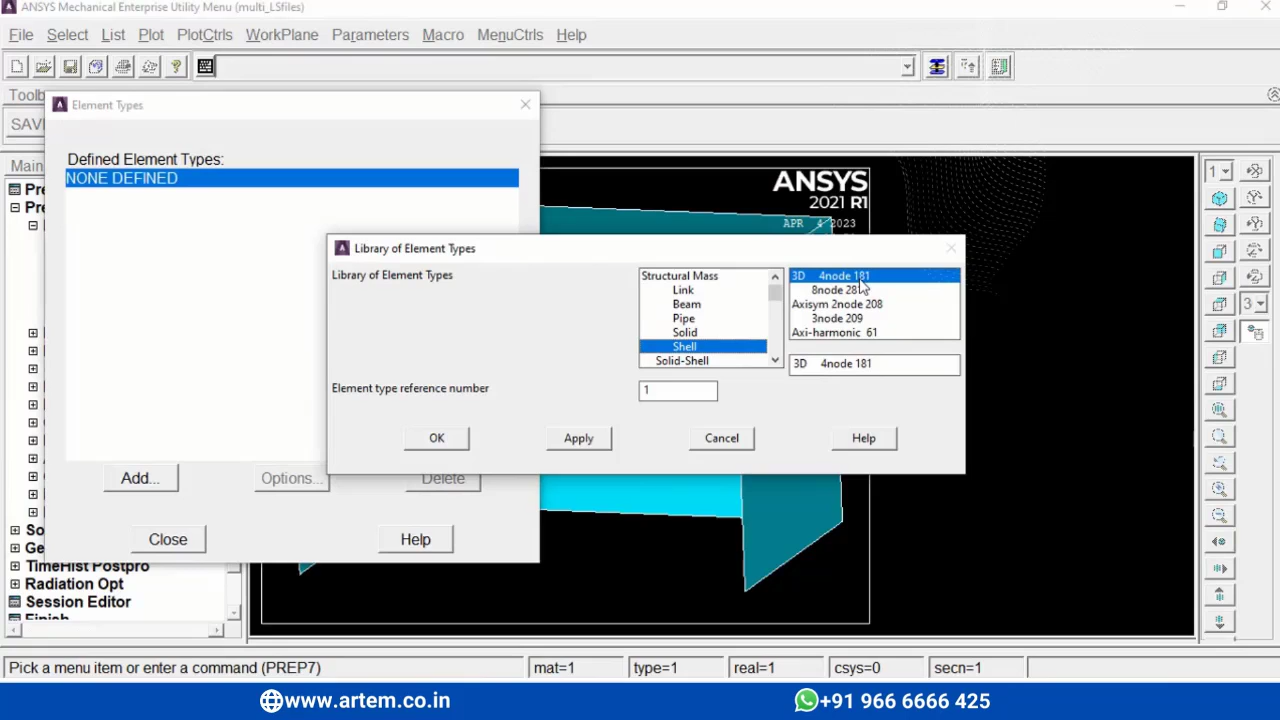 ANSYS Mechanical Enterprise Utility Menu (multi_LSfiles)
File Select List Plot PlotCtrls WorkPlane Parameters Macro MenuCtrls Help
Element Types
Defined Element Types:
NONE DEFINED
Add... Options... Delete
Close Help
Library of Element Types
Library of Element Types
Structural Mass
Link
Beam
Pipe
Solid
Shell
Solid-Shell
3D 4node 181
8node 281
Axisym 2node 208
3node 209
Axi-harmonic 61
3D 4node 181
Element type reference number
1
OK Apply Cancel Help
ANSYS
2021 R1
APR 4 2023
1
3
Main
TimeHist Postpro
Radiation Opt
Session Editor
Finish
Pick a menu item or enter a command (PREP7) mat=1 type=1 real=1 csys=0 secn=1
www.artem.co.in +91 966 6666 425